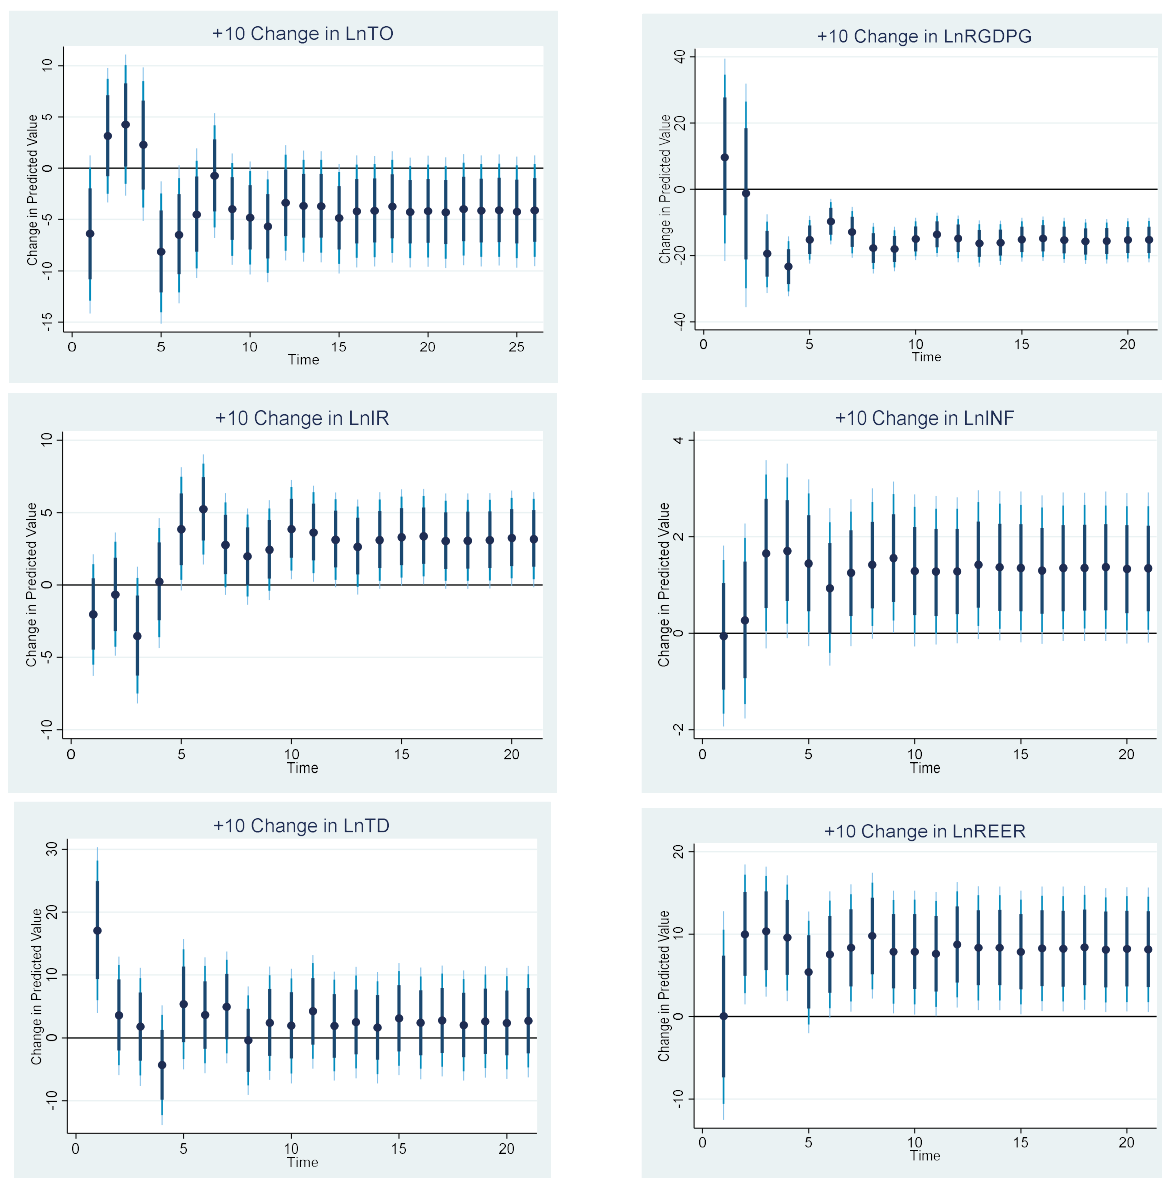 +10 Change in LnTO
Change in Predicted Value
10
5
0
-5
-10
-15
0 5 10 15 20 25
Time
+10 Change in LnRGDPG
Change in Predicted Value
40
20
0
-20
-40
0 5 10 15 20
Time
+10 Change in LnIR
Change in Predicted Value
10
5
0
-5
-10
0 5 10 15 20
Time
+10 Change in LnINF
Change in Predicted Value
4
2
0
-2
0 5 10 15 20
Time
+10 Change in LnTD
Change in Predicted Value
30
20
10
0
-10
0 5 10 15 20
Time
+10 Change in LnREER
Change in Predicted Value
20
10
0
-10
0 5 10 15 20
Time